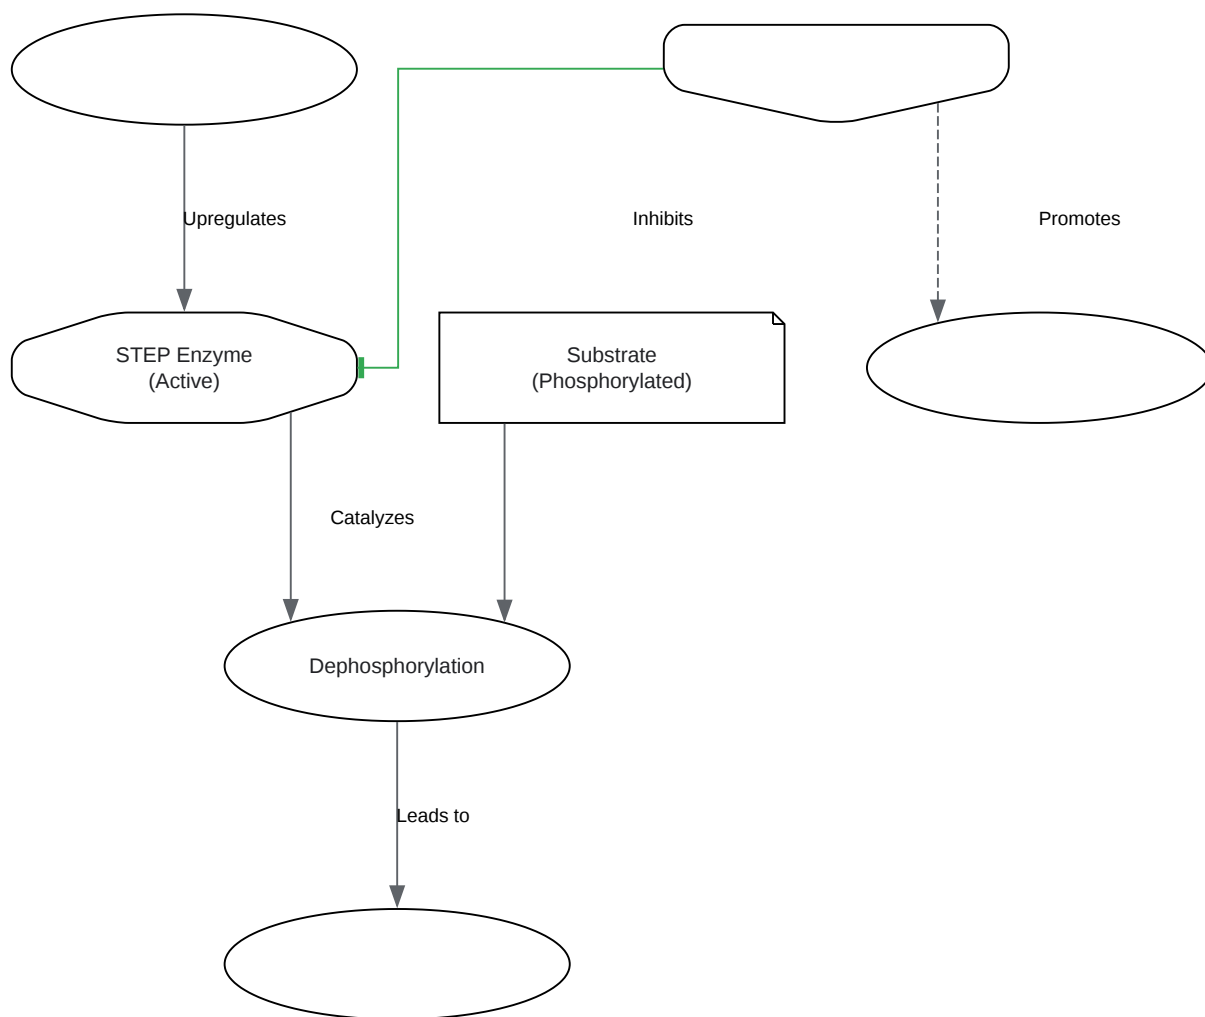 Upregulates
Inhibits
Promotes
STEP Enzyme
(Active)
Substrate
(Phosphorylated)
Catalyzes
Dephosphorylation
Leads to